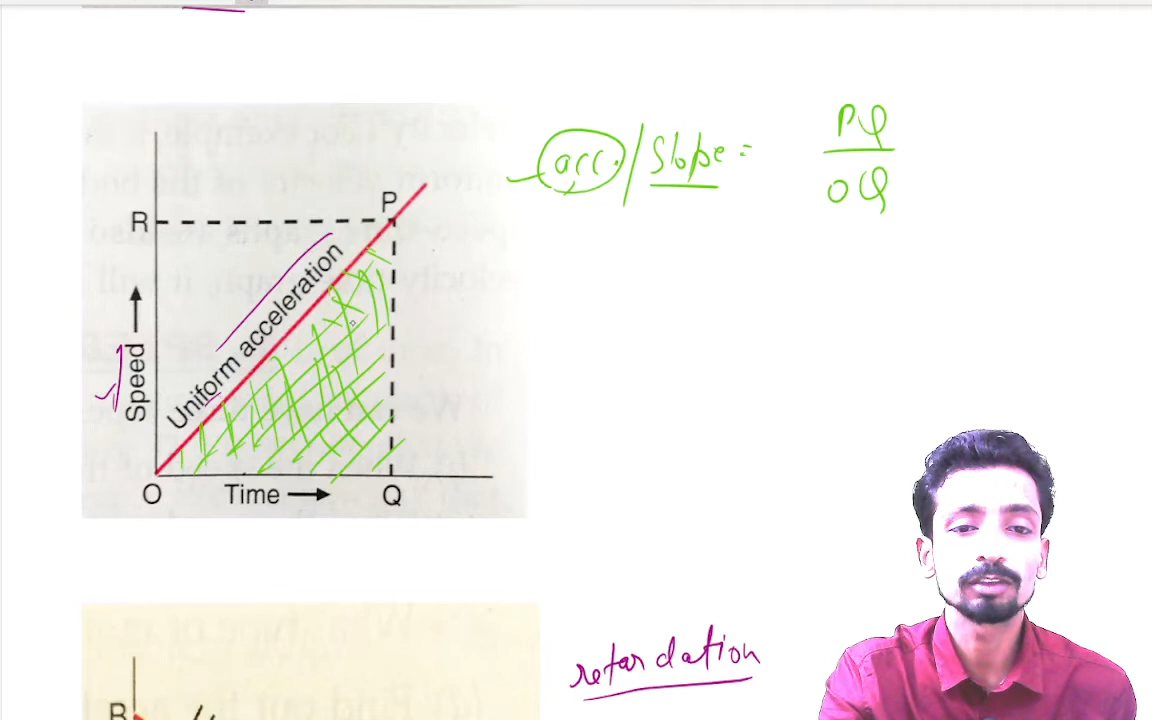 PQ
acc. / Slope =
OQ
P
R
Uniform acceleration
Speed
O
Time
Q
retardation
R